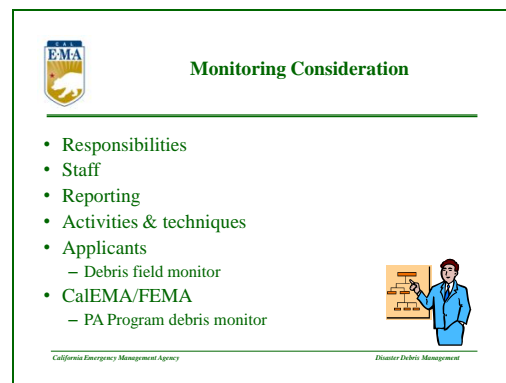 CAL
E·M·A
Monitoring Consideration
• Responsibilities
• Staff
• Reporting
• Activities & techniques
• Applicants
– Debris field monitor
• CalEMA/FEMA
– PA Program debris monitor
California Emergency Management Agency
Disaster Debris Management